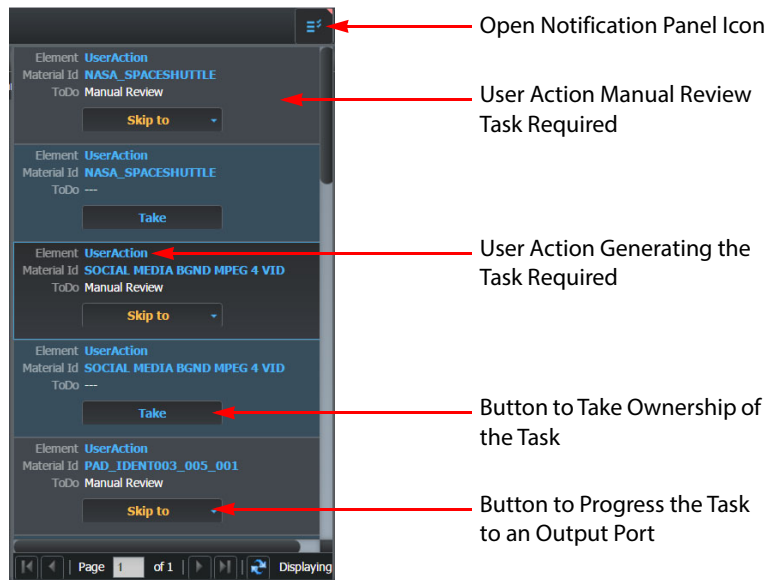 Open Notification Panel Icon
Element UserAction
Material Id NASA_SPACESHUTTLE
ToDo Manual Review
Skip to
User Action Manual Review
Task Required
Element UserAction
Material Id NASA_SPACESHUTTLE
ToDo ---
Take
Element UserAction
Material Id SOCIAL MEDIA BGND MPEG 4 VID
ToDo Manual Review
Skip to
User Action Generating the
Task Required
Element UserAction
Material Id SOCIAL MEDIA BGND MPEG 4 VID
ToDo ---
Take
Button to Take Ownership of
the Task
Element UserAction
Material Id PAD_IDENT003_005_001
ToDo Manual Review
Skip to
Button to Progress the Task
to an Output Port
Page 1 of 1 Displaying